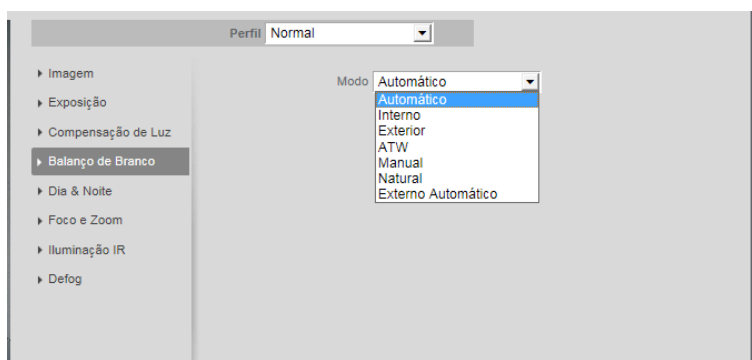 Perfil Normal
Imagem
Exposição
Compensação de Luz
Balanço de Branco
Dia & Noite
Foco e Zoom
Iluminação IR
Defog
Modo Automático
Automático
Interno
Exterior
ATW
Manual
Natural
Externo Automático